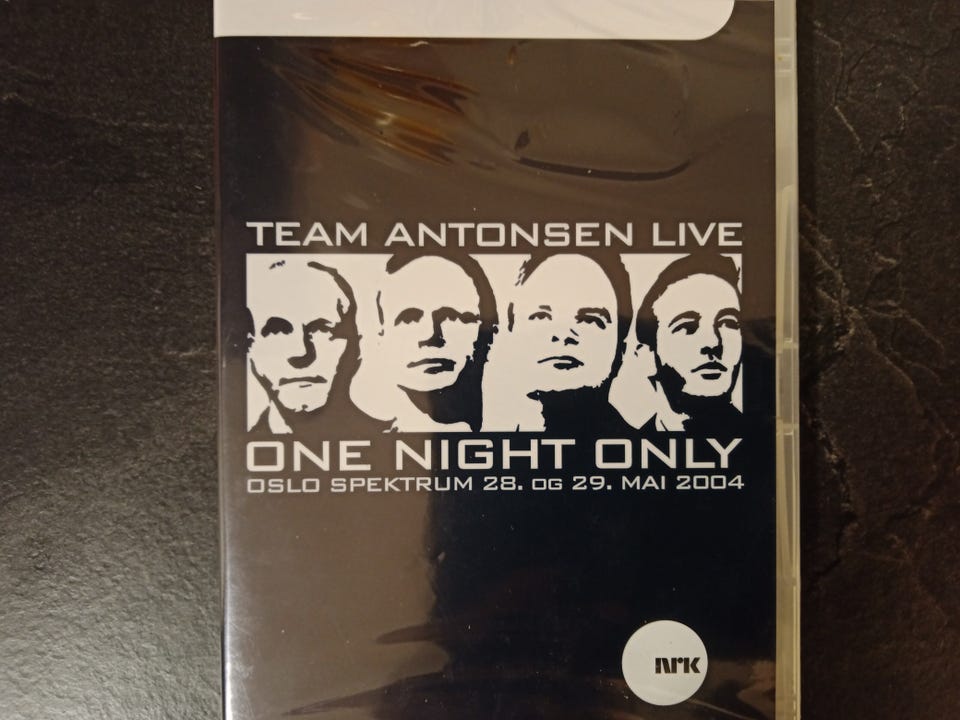 TEAM ANTONSEN LIVE
ONE NIGHT ONLY
OSLO SPEKTRUM 28. OG 29. MAI 2004
nrk